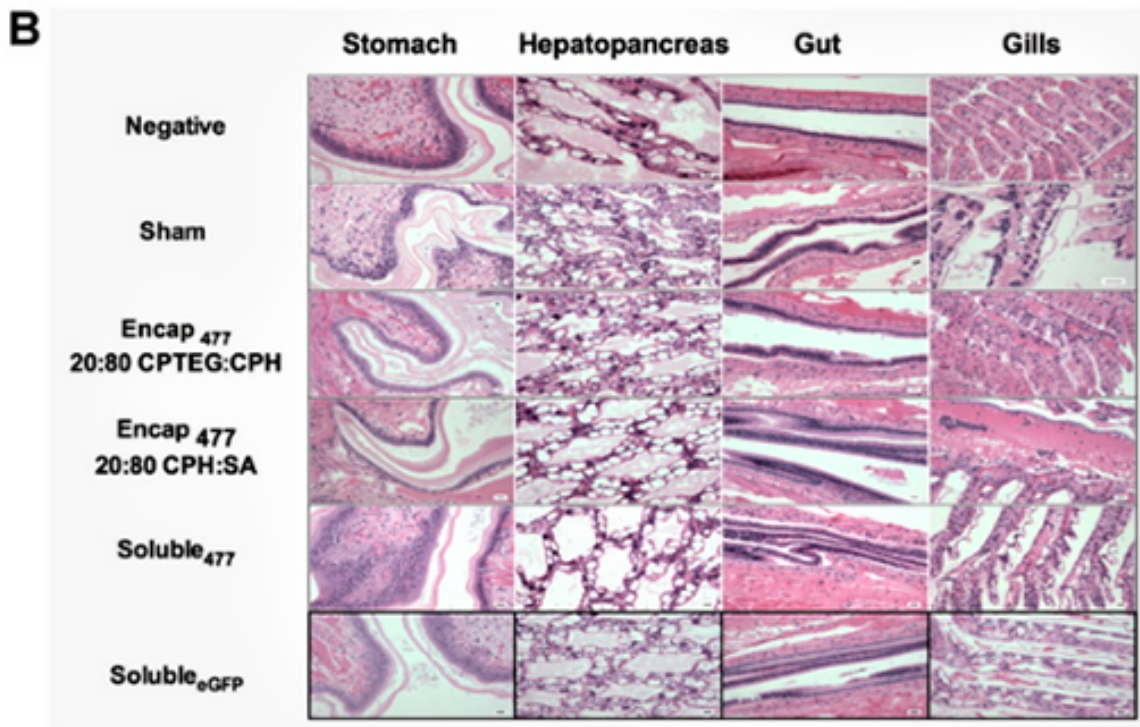 B
Stomach Hepatopancreas Gut Gills
Negative
Sham
Encap 477
20:80 CPTEG:CPH
Encap 477
20:80 CPH:SA
Soluble477
SolubleeGFP